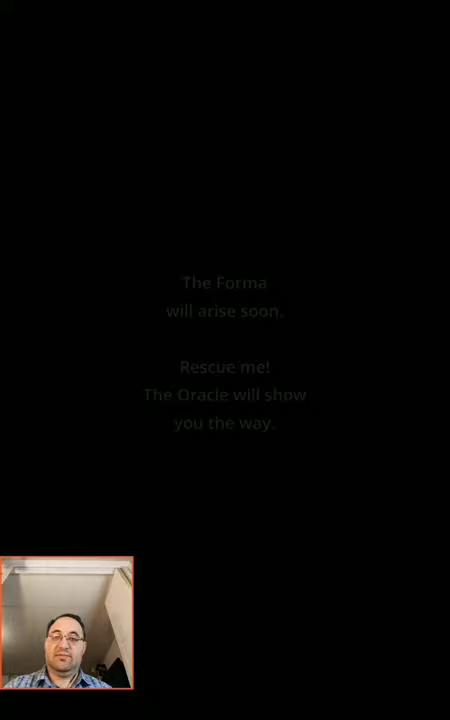 The Forma
will arise soon.
Rescue me!
The Oracle will show
you the way.